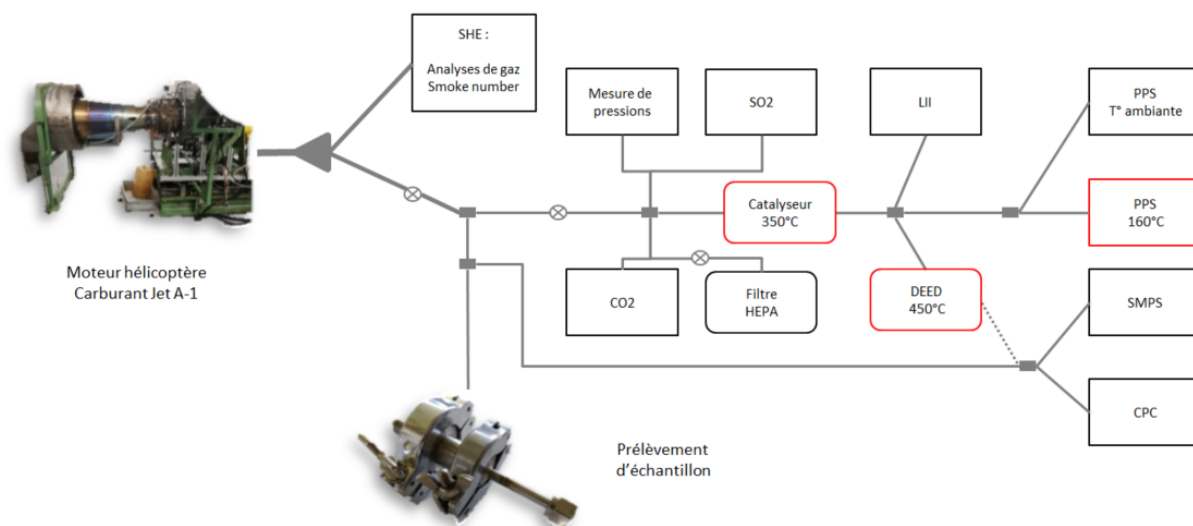 SHE :
Analyses de gaz
Smoke number
Mesure de
pressions
SO2
LII
PPS
T° ambiante
Catalyseur
350°C
PPS
160°C
Moteur hélicoptère
Carburant Jet A-1
CO2
Filtre
HEPA
DEED
450°C
SMPS
CPC
Prélèvement
d'échantillon